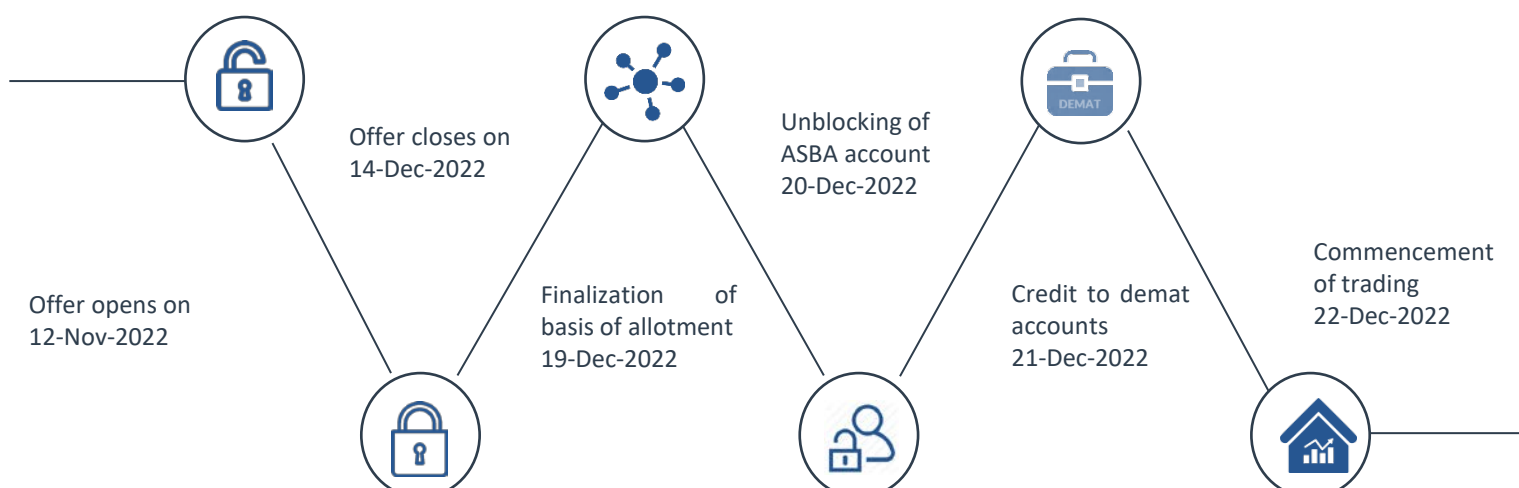 Offer opens on
12-Nov-2022
Offer closes on
14-Dec-2022
Finalization of
basis of allotment
19-Dec-2022
Unblocking of
ASBA account
20-Dec-2022
DEMAT
Credit to demat
accounts
21-Dec-2022
Commencement
of trading
22-Dec-2022